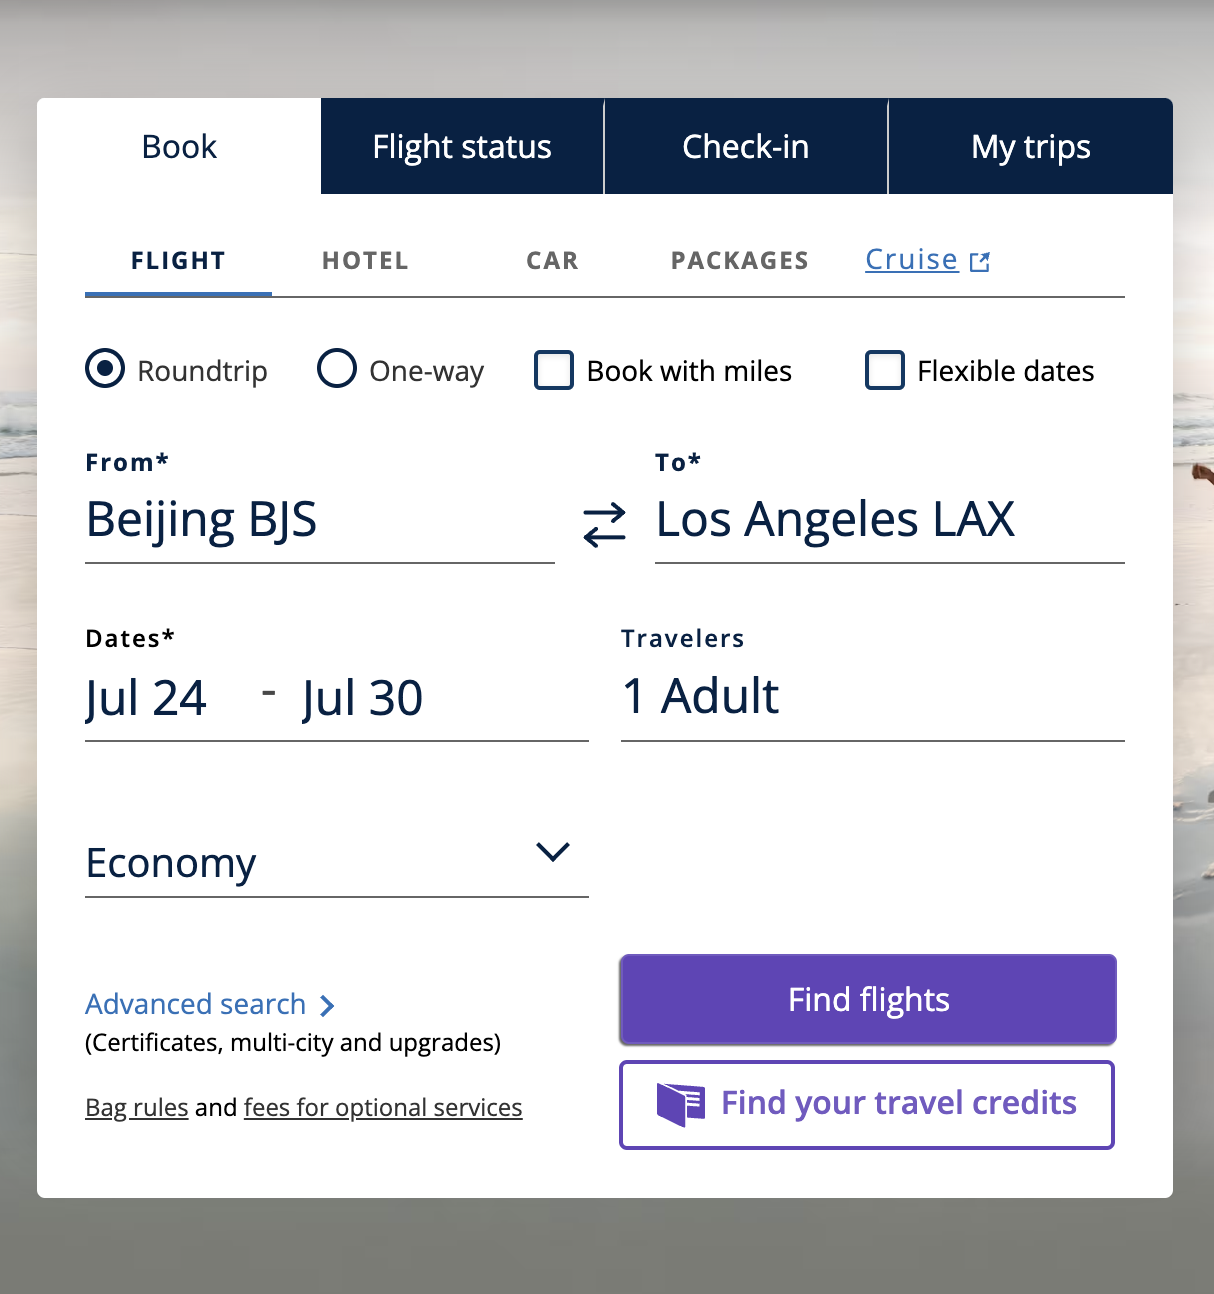 Book
Flight status
Check-in
My trips
FLIGHT
HOTEL
CAR
PACKAGES
Cruise
Roundtrip
One-way
Book with miles
Flexible dates
From*
To*
Beijing BJS
Los Angeles LAX
Dates*
Travelers
Jul 24 - Jul 30
1 Adult
Economy
Advanced search
(Certificates, multi-city and upgrades)
Bag rules and fees for optional services
Find flights
Find your travel credits